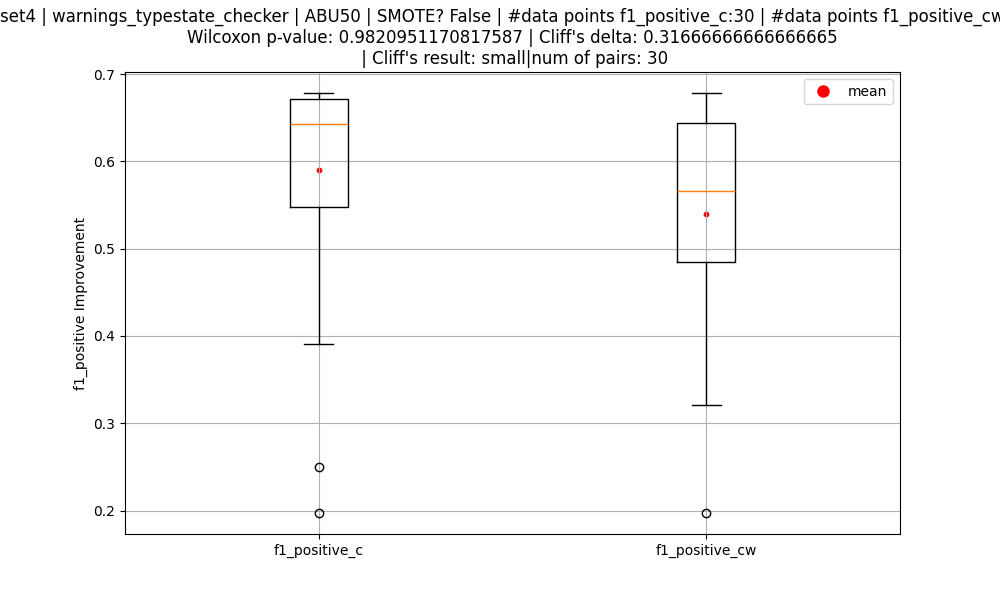 set4 | warnings_typestate_checker | ABU50 | SMOTE? False | #data points f1_positive_c:30 | #data points f1_positive_cw
Wilcoxon p-value: 0.9820951170817587 | Cliff's delta: 0.31666666666666665
| Cliff's result: small|num of pairs: 30
0.7
mean
0.6
0.5
f1_positive Improvement
0.4
0.3
0.2
f1_positive_c
f1_positive_cw